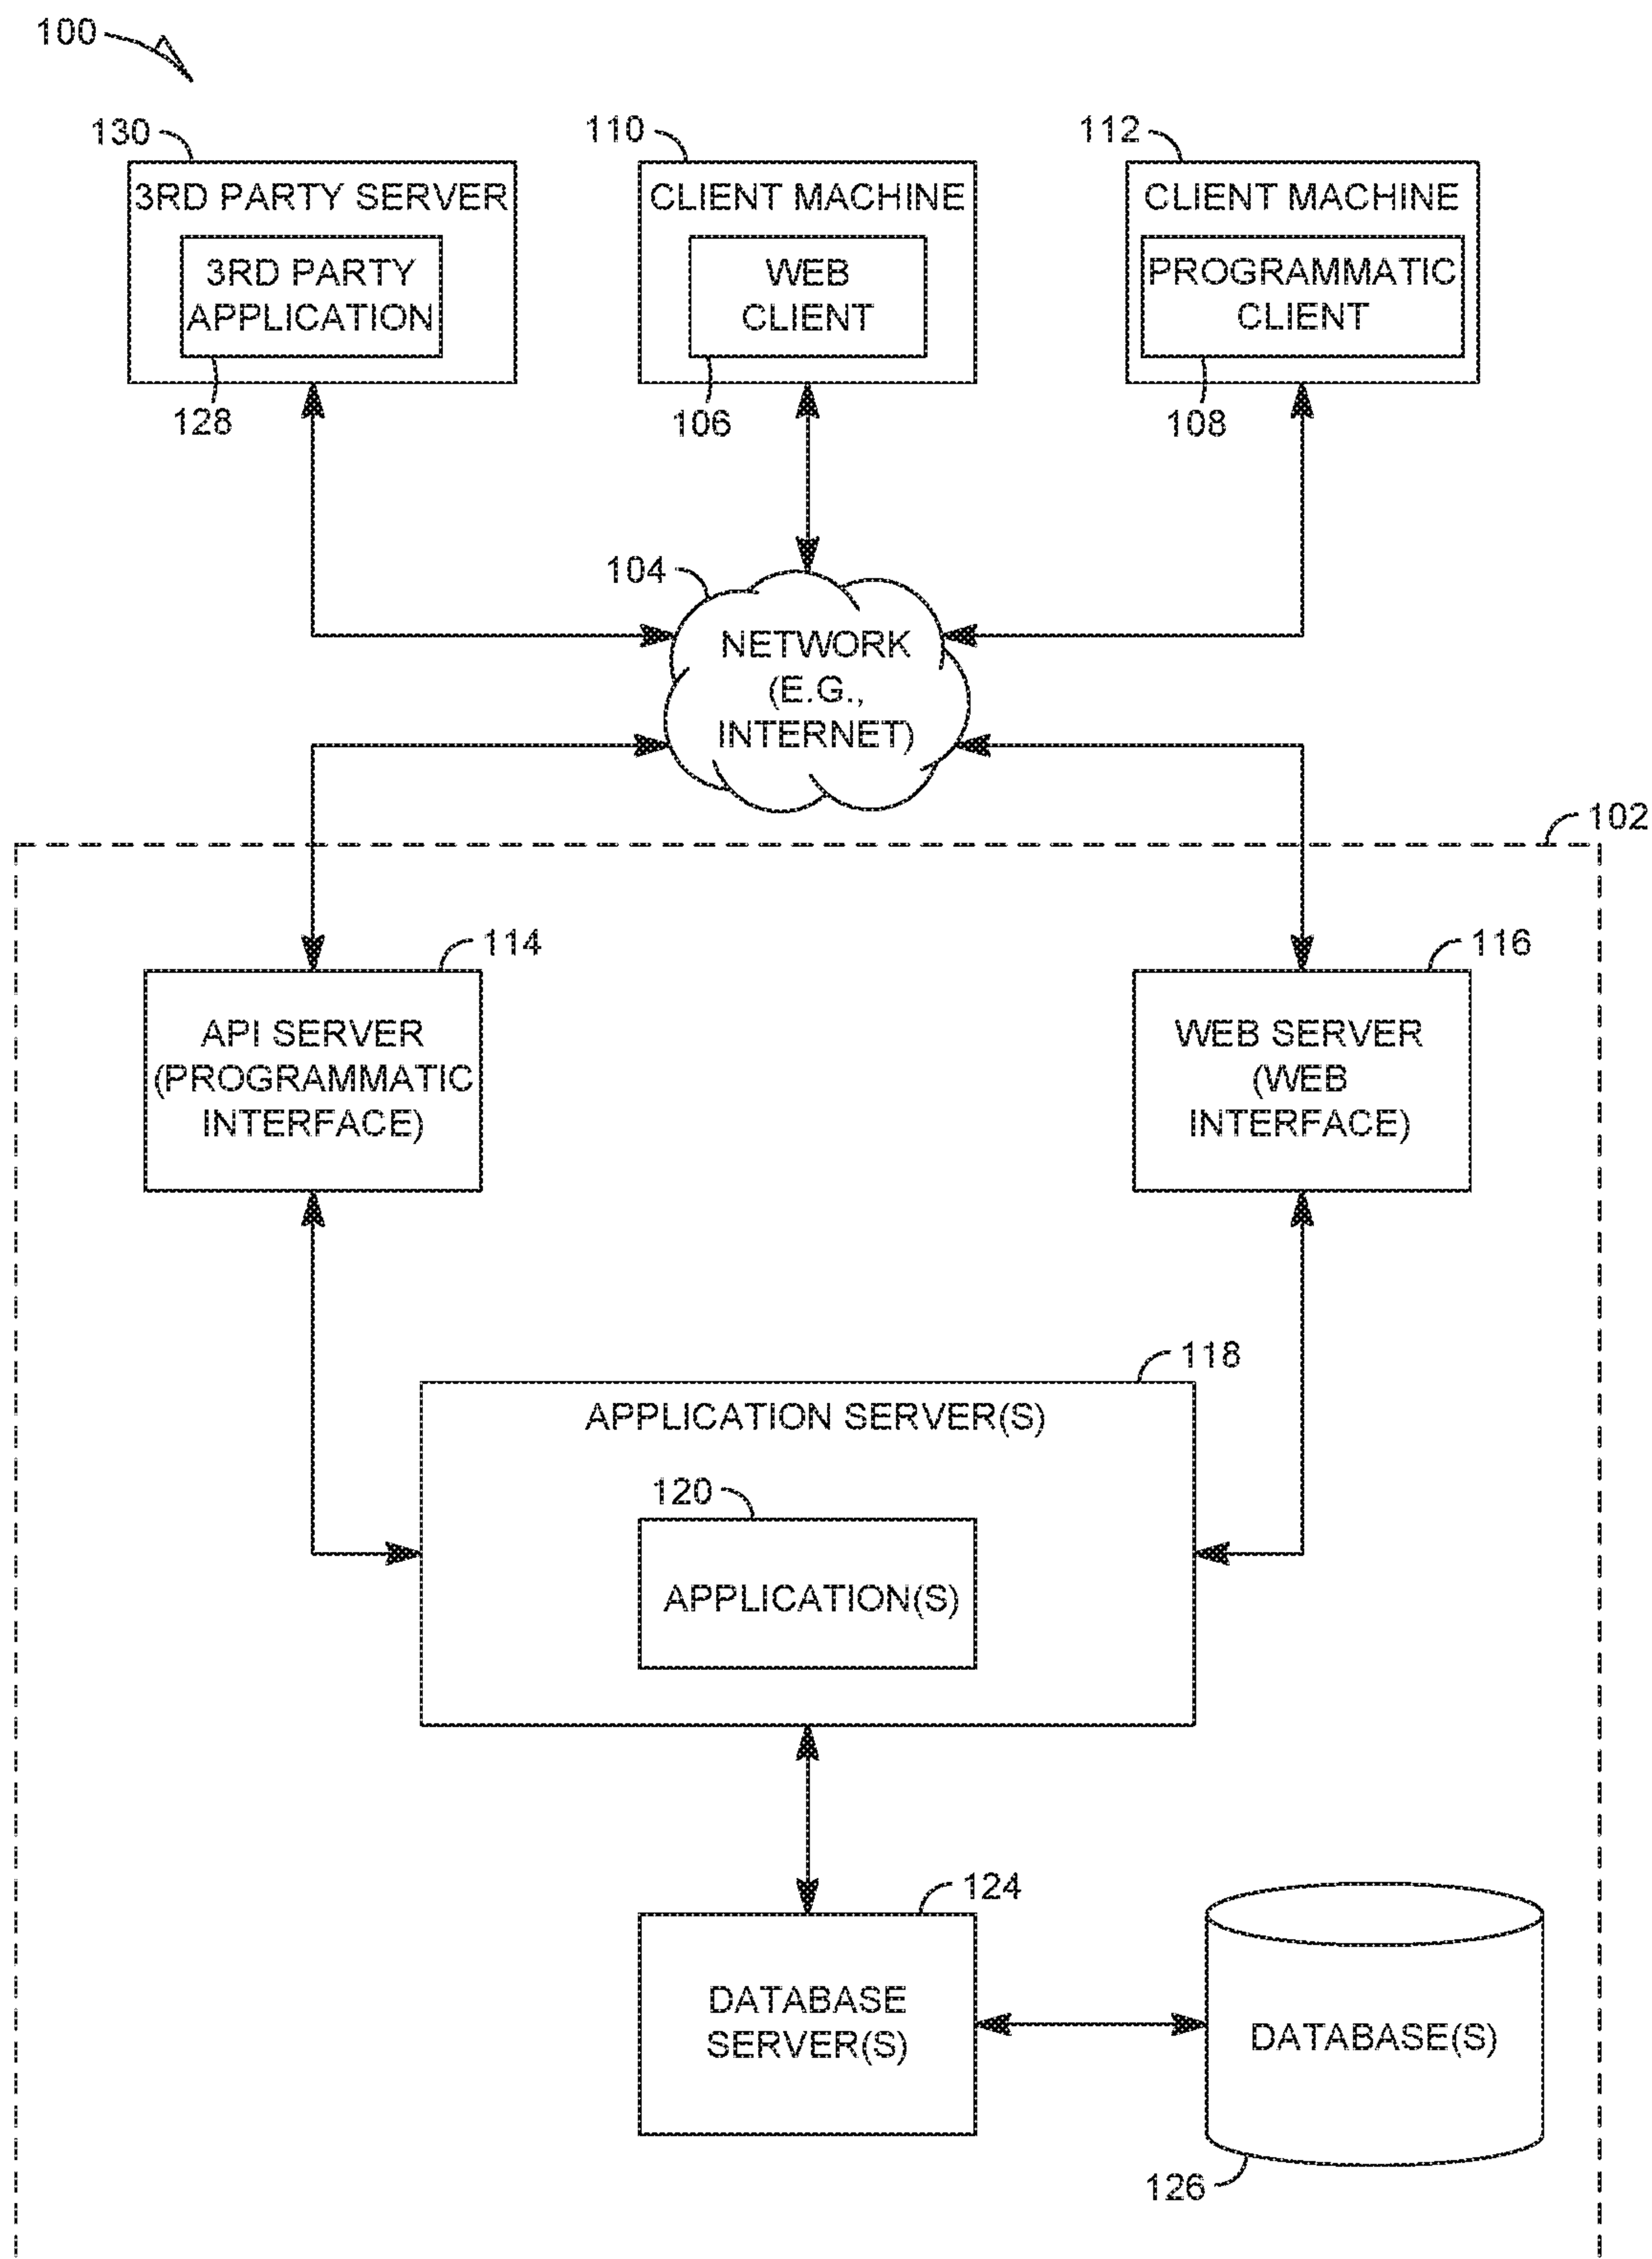 100
130
110
112
3RD PARTY SERVER
CLIENT MACHINE
CLIENT MACHINE
3RD PARTY
APPLICATION
WEB
CLIENT
PROGRAMMATIC
CLIENT
128
106
108
104
NETWORK
(E.G.,
INTERNET)
102
114
116
API SERVER
(PROGRAMMATIC
INTERFACE)
WEB SERVER
(WEB
INTERFACE)
118
APPLICATION SERVER(S)
120
APPLICATION(S)
124
DATABASE
SERVER(S)
DATABASE(S)
126